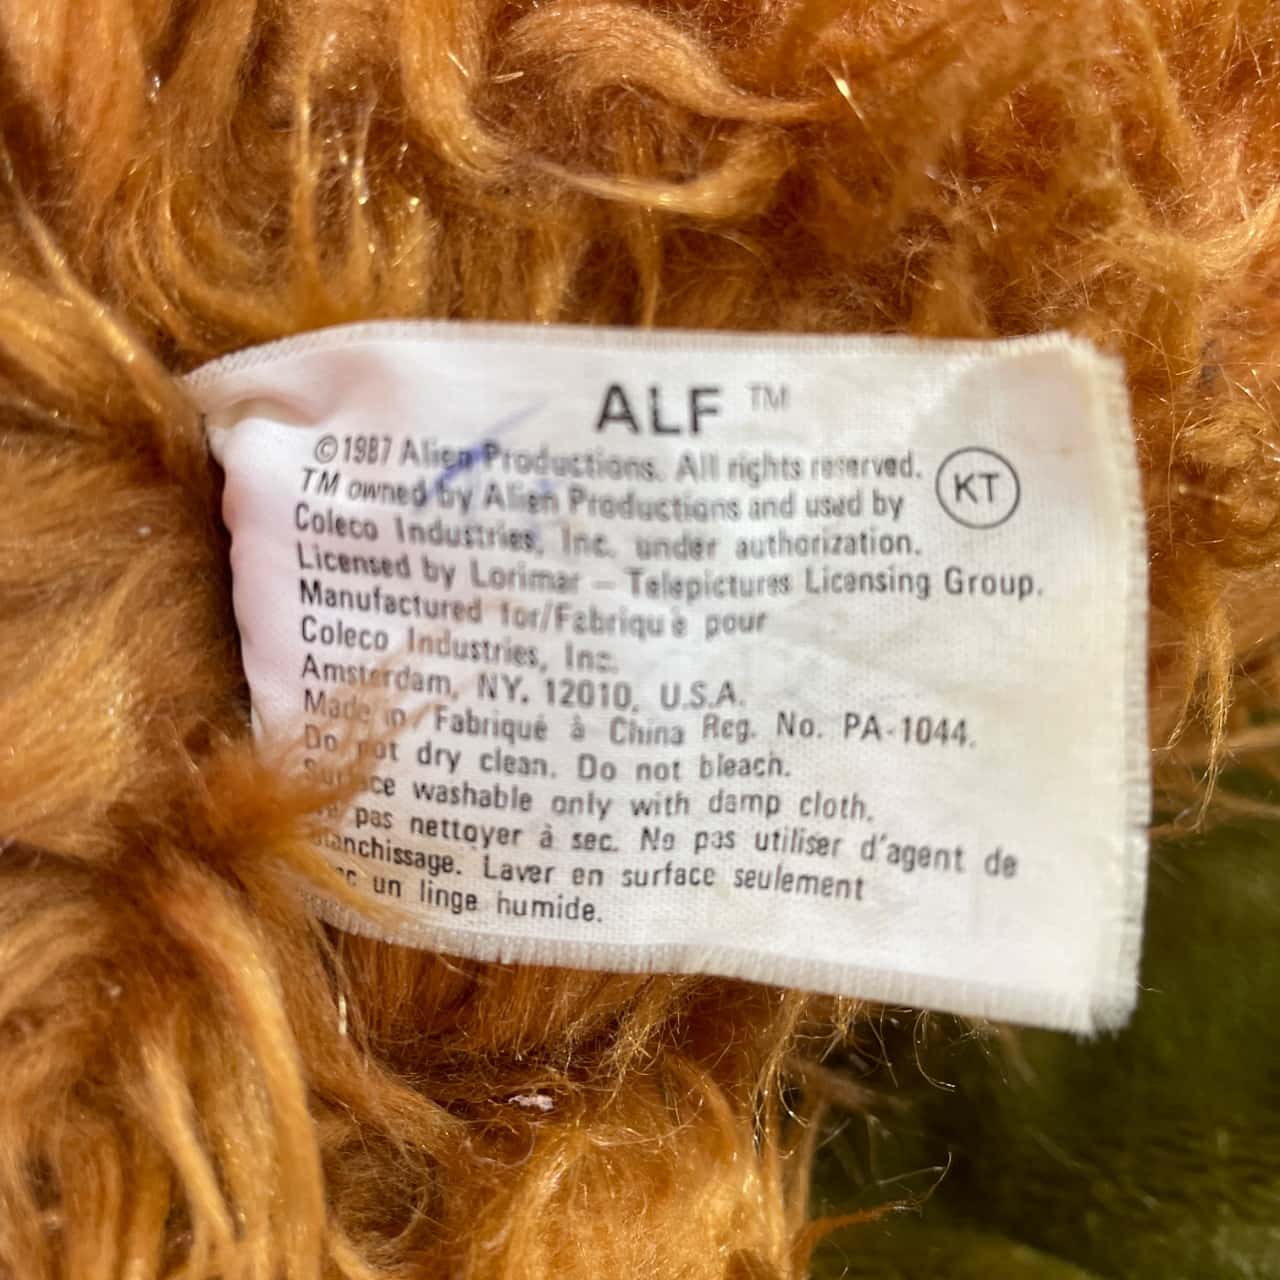 ALF ™
©1987 Alien Productions. All rights reserved.
KT
TM owned by Alien Productions and used by
Coleco Industries, Inc. under authorization.
Licensed by Lorimar – Telepictures Licensing Group.
Manufactured for/Fabriqué pour
Coleco Industries, Inc.
Amsterdam, NY. 12010, U.S.A.
Made in/Fabriqué à China Reg. No. PA-1044.
Do not dry clean. Do not bleach.
Surface washable only with damp cloth.
pas nettoyer à sec. Ne pas utiliser d'agent de
blanchissage. Laver en surface seulement
un linge humide.